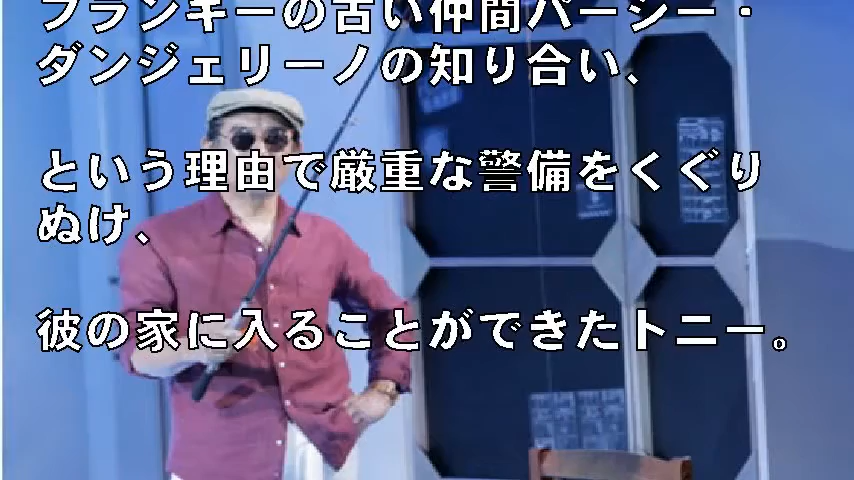 フランキーの古い仲間パーシー・
ダンジェリーノの知り合い、
という理由で厳重な警備をくぐり
ぬけ、
彼の家に入ることができたトニー。